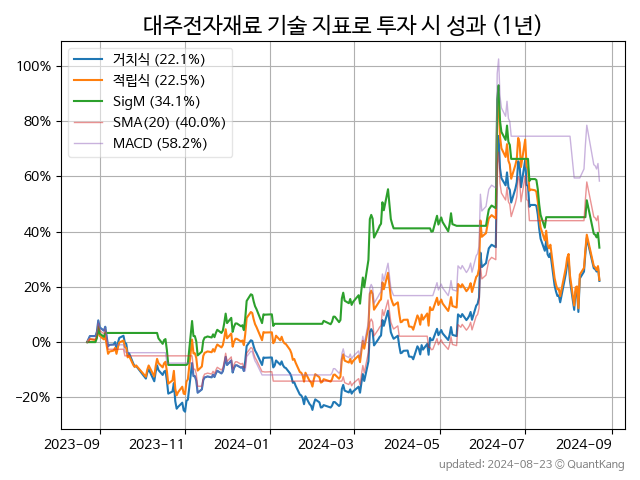 대주전자재료 기술 지표로 투자 시 성과 (1년)
거치식 (22.1%)
적립식 (22.5%)
SigM (34.1%)
SMA(20) (40.0%)
MACD (58.2%)
100%
80%
60%
40%
20%
0%
−20%
2023-09 2023-11 2024-01 2024-03 2024-05 2024-07 2024-09
updated: 2024-08-23 © QuantKang